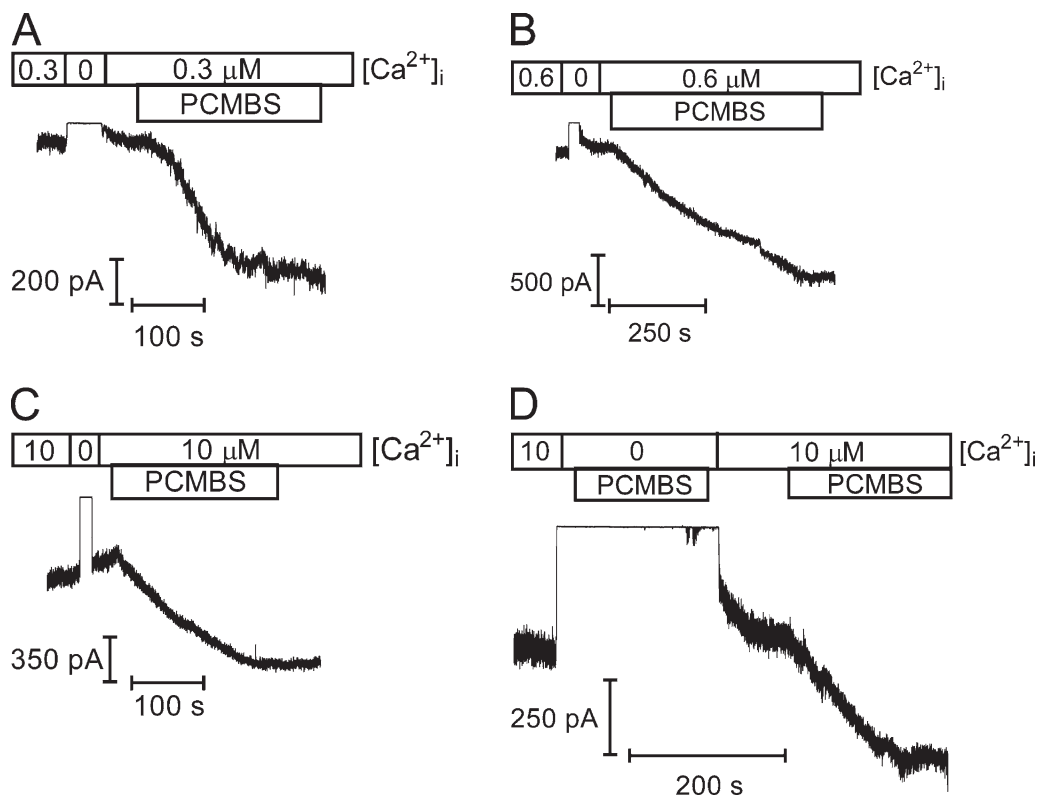 A
0.3 0 0.3 µM [Ca²⁺]ᵢ
PCMBS
200 pA
100 s
B
0.6 0 0.6 µM [Ca²⁺]ᵢ
PCMBS
500 pA
250 s
C
10 0 10 µM [Ca²⁺]ᵢ
PCMBS
350 pA
100 s
D
10 0 10 µM [Ca²⁺]ᵢ
PCMBS PCMBS
250 pA
200 s